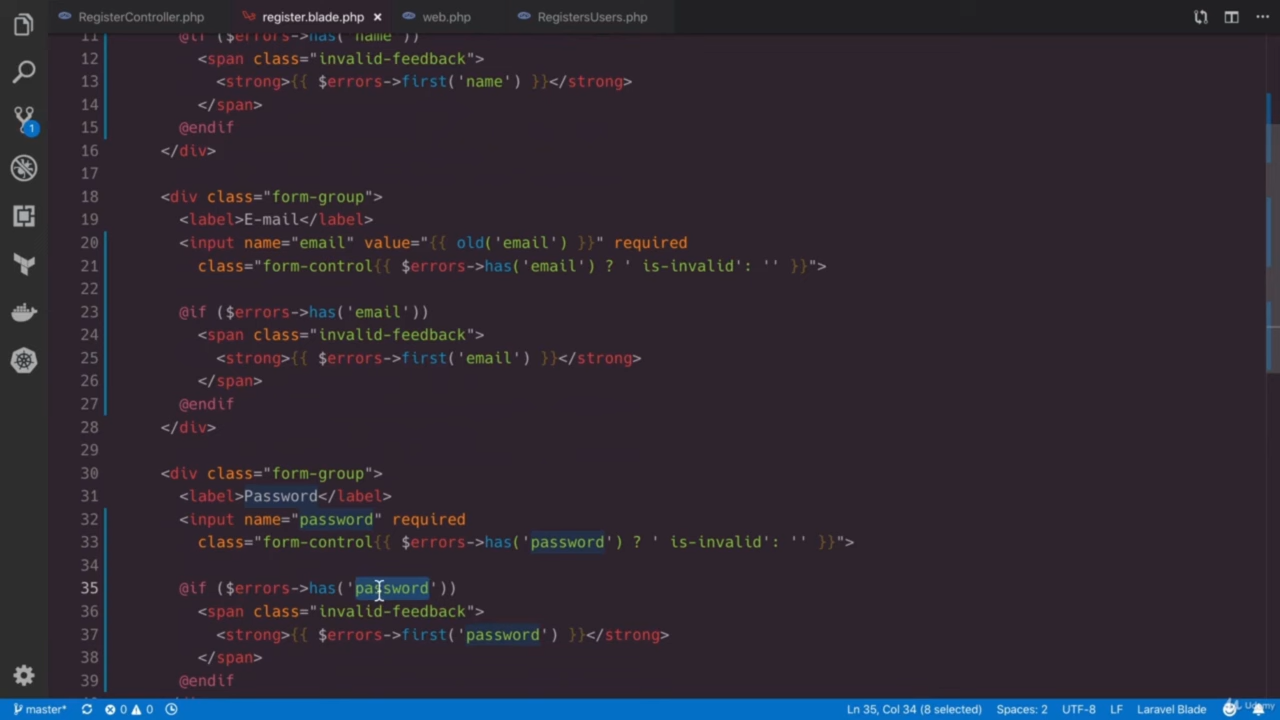 RegisterController.php register.blade.php × web.php RegistersUsers.php
11 @if ($errors->has('name'))
12 <span class="invalid-feedback">
13 <strong>{{ $errors->first('name') }}</strong>
14 </span>
15 @endif
16 </div>
17
18 <div class="form-group">
19 <label>E-mail</label>
20 <input name="email" value="{{ old('email') }}" required
21 class="form-control{{ $errors->has('email') ? ' is-invalid': '' }}">
22
23 @if ($errors->has('email'))
24 <span class="invalid-feedback">
25 <strong>{{ $errors->first('email') }}</strong>
26 </span>
27 @endif
28 </div>
29
30 <div class="form-group">
31 <label>Password</label>
32 <input name="password" required
33 class="form-control{{ $errors->has('password') ? ' is-invalid': '' }}">
34
35 @if ($errors->has('password'))
36 <span class="invalid-feedback">
37 <strong>{{ $errors->first('password') }}</strong>
38 </span>
39 @endif
1
master* 0 0 Ln 35, Col 34 (8 selected) Spaces: 2 UTF-8 LF Laravel Blade
Udemy